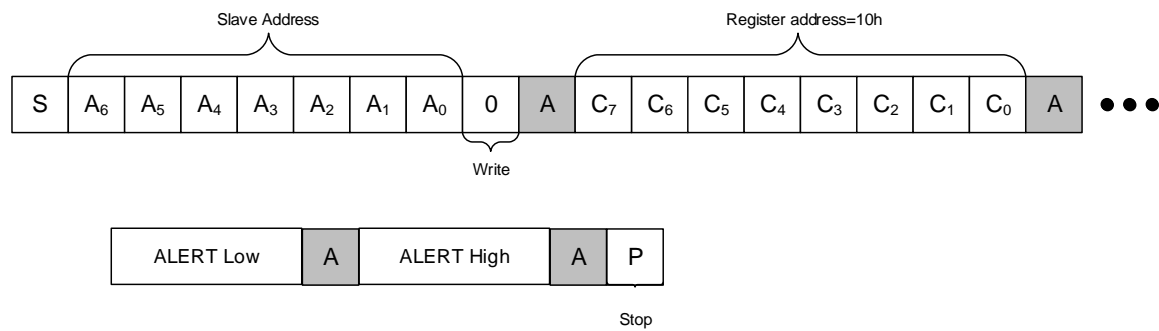 Slave Address Register address=10h
S A₆ A₅ A₄ A₃ A₂ A₁ A₀ 0 A C₇ C₆ C₅ C₄ C₃ C₂ C₁ C₀ A •••
Write
ALERT Low A ALERT High A P
Stop